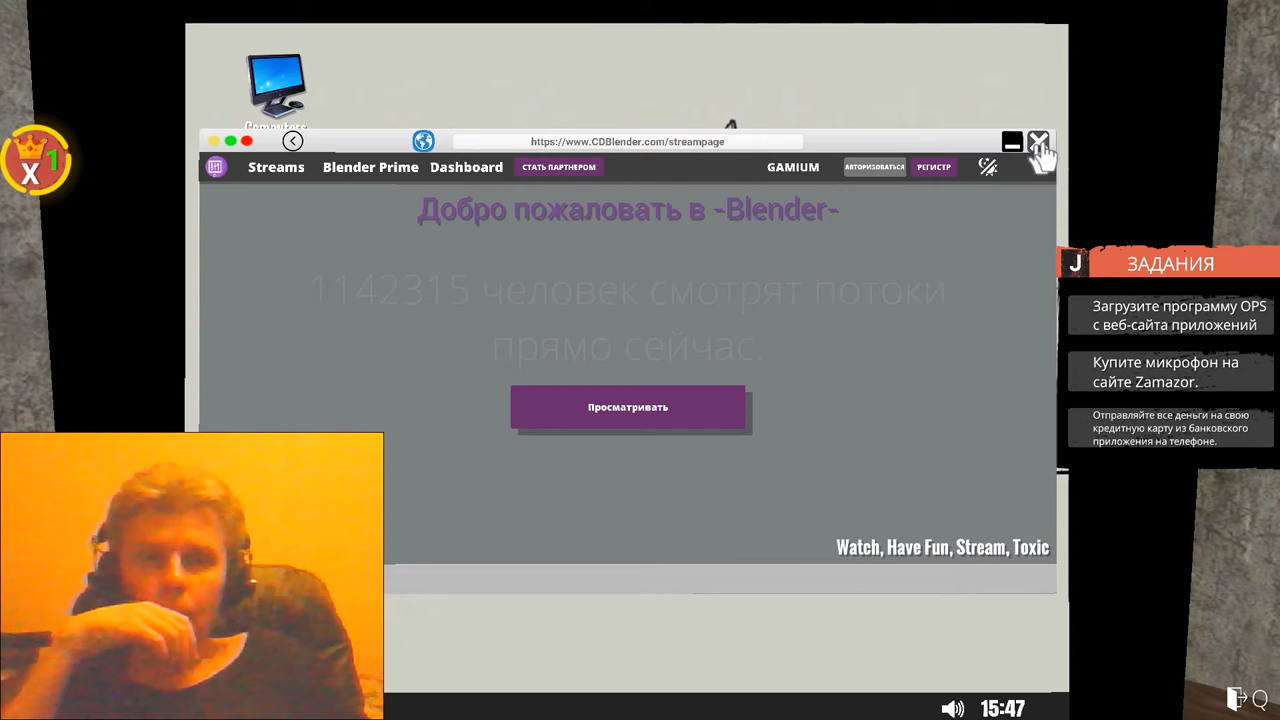 https://www.CDBlender.com/streampage
Streams Blender Prime Dashboard СТАТЬ ПАРТНЕРОМ GAMIUM АВТОРИЗОВАТЬСЯ РЕГИСТР
Добро пожаловать в -Blender-
1142315 человек смотрят потоки
прямо сейчас.
Просматривать
Watch, Have Fun, Stream, Toxic
X 1
J ЗАДАНИЯ
Загрузите программу OPS
с веб-сайта приложений
Купите микрофон на
сайте Zamazor.
Отправляйте все деньги на свою
кредитную карту из банковского
приложения на телефоне.
15:47
Q